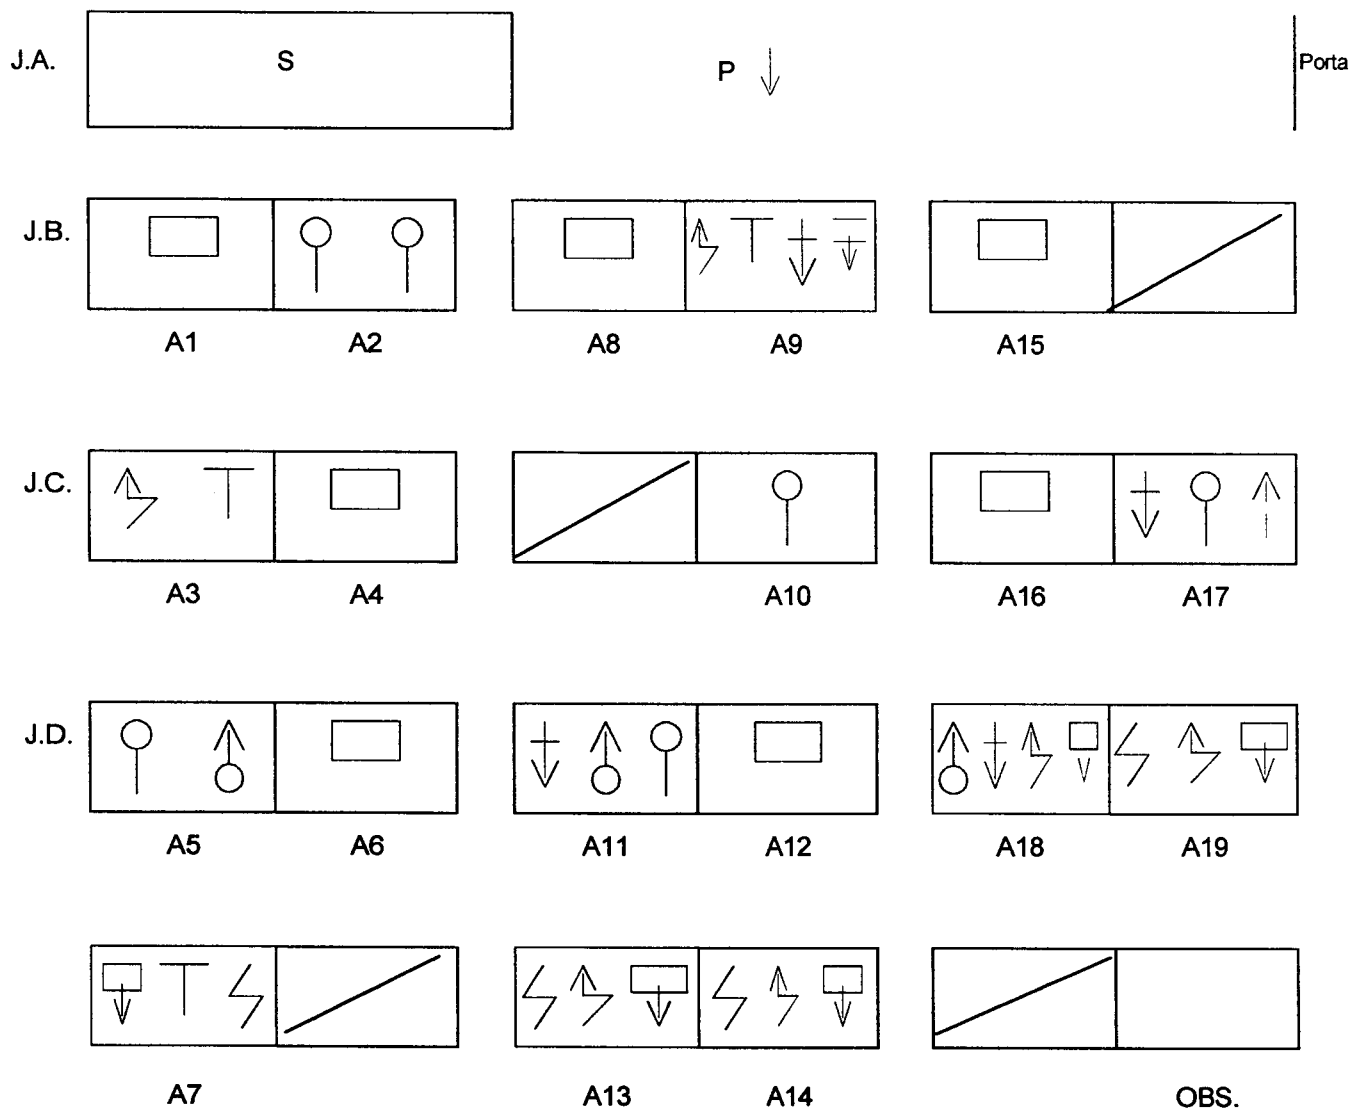 J.A. S P Porta
J.B.
A1 A2 A8 A9 A15
J.C.
A3 A4 A10 A16 A17
J.D.
A5 A6 A11 A12 A18 A19
A7 A13 A14 OBS.